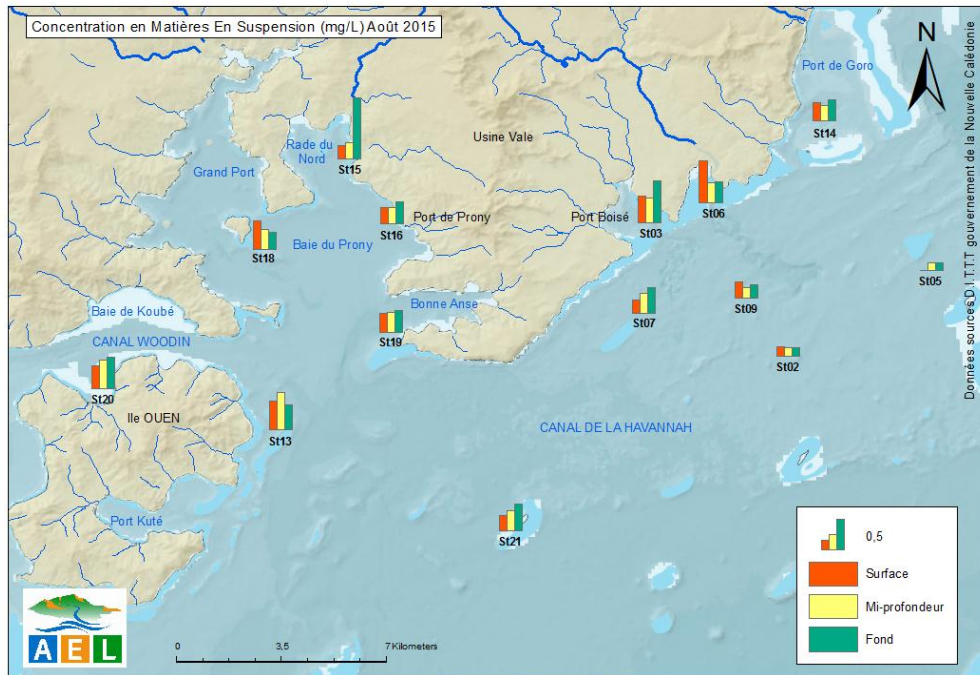 Concentration en Matières En Suspension (mg/L) Août 2015
N
Port de Goro
St14
Usine Vale
Rade du
Nord
St15
Grand Port
St06
Port Boisé
St03
Port de Prony
St16
Baie du Prony
St18
St05
Bonne Anse
St19
St07
St09
Baie de Koubé
CANAL WOODIN
St02
St20
Ile OUEN
St13
CANAL DE LA HAVANNAH
Port Kuté
St21
0,5
Surface
Mi-profondeur
Fond
AEL
0 3,5 7 Kilometers
Données sources D.I.T.T.T gouvernement de la Nouvelle Calédonie